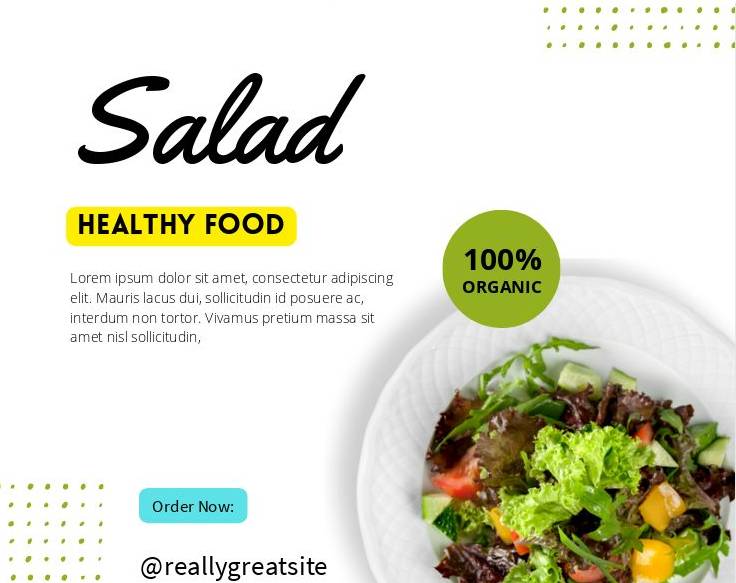 Salad
HEALTHY FOOD
100%
ORGANIC
Lorem ipsum dolor sit amet, consectetur adipiscing
elit. Mauris lacus dui, sollicitudin id posuere ac,
interdum non tortor. Vivamus pretium massa sit
amet nisl sollicitudin,
Order Now:
@reallygreatsite